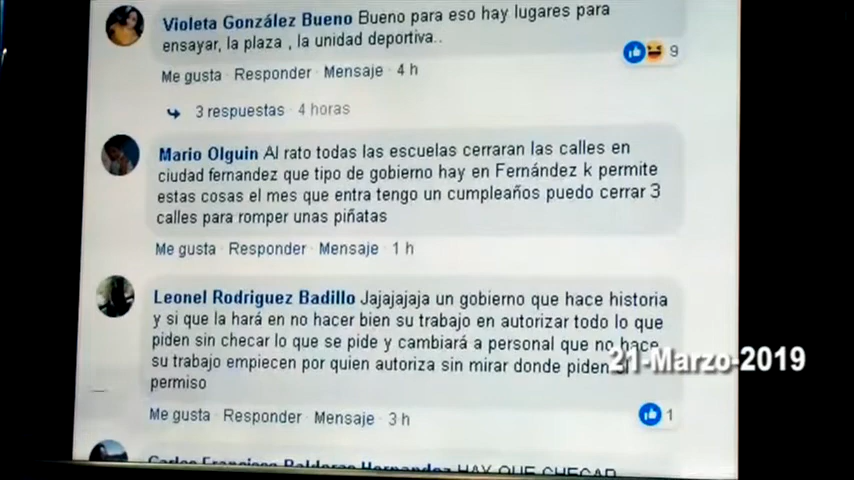 Violeta González Bueno Bueno para eso hay lugares para
ensayar, la plaza , la unidad deportiva..
9
Me gusta · Responder · Mensaje · 4 h
3 respuestas · 4 horas
Mario Olguin Al rato todas las escuelas cerraran las calles en
ciudad fernandez que tipo de gobierno hay en Fernández k permite
estas cosas el mes que entra tengo un cumpleaños puedo cerrar 3
calles para romper unas piñatas
Me gusta · Responder · Mensaje · 1 h
Leonel Rodriguez Badillo Jajajajaja un gobierno que hace historia
y si que la hará en no hacer bien su trabajo en autorizar todo lo que
piden sin checar lo que se pide y cambiará a personal que no hace
su trabajo empiecen por quien autoriza sin mirar donde piden
permiso
21-Marzo-2019
Me gusta · Responder · Mensaje · 3 h
1
Carlos Francisco Balderas Hernandez HAY QUE CHECAR